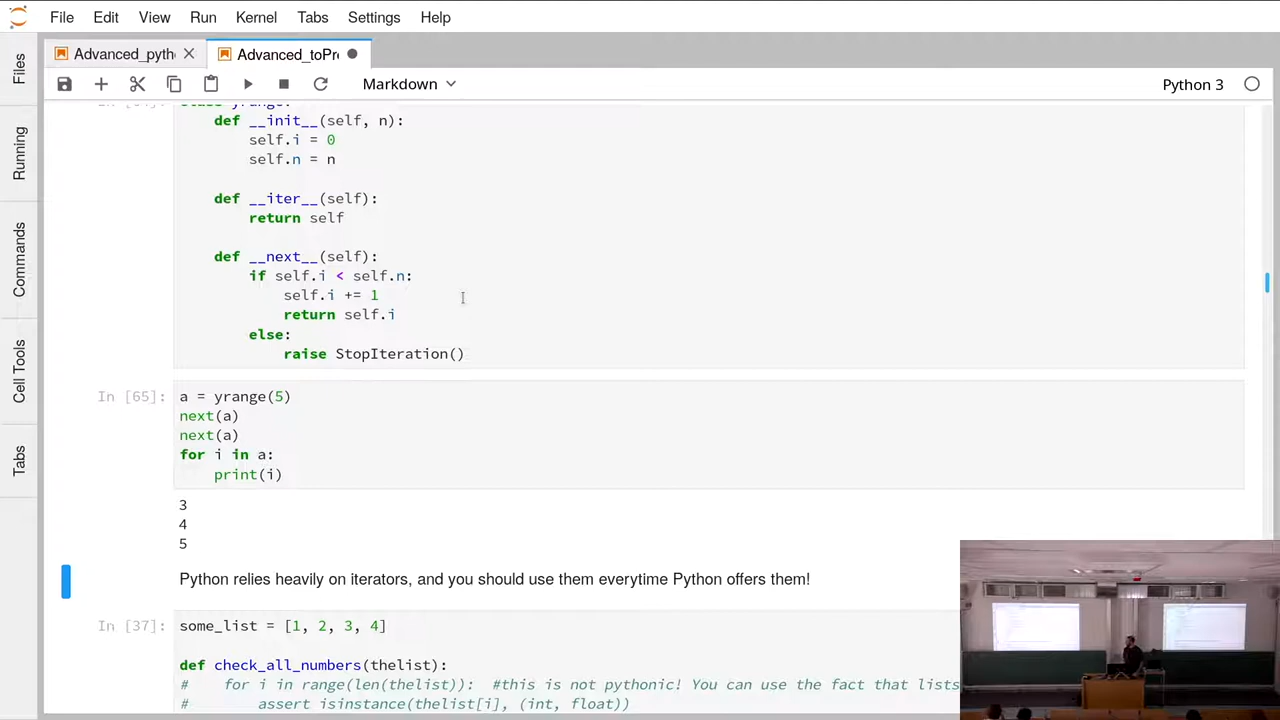 File Edit View Run Kernel Tabs Settings Help
Files
Running
Commands
Cell Tools
Tabs
Advanced_pyth
Advanced_toPr
Markdown
Python 3
def __init__(self, n):
self.i = 0
self.n = n
def __iter__(self):
return self
def __next__(self):
if self.i < self.n:
self.i += 1
return self.i
else:
raise StopIteration()
In [65]:
a = yrange(5)
next(a)
next(a)
for i in a:
print(i)
3
4
5
Python relies heavily on iterators, and you should use them everytime Python offers them!
In [37]:
some_list = [1, 2, 3, 4]
def check_all_numbers(thelist):
# for i in range(len(thelist)): #this is not pythonic! You can use the fact that lists
# assert isinstance(thelist[i], (int, float))